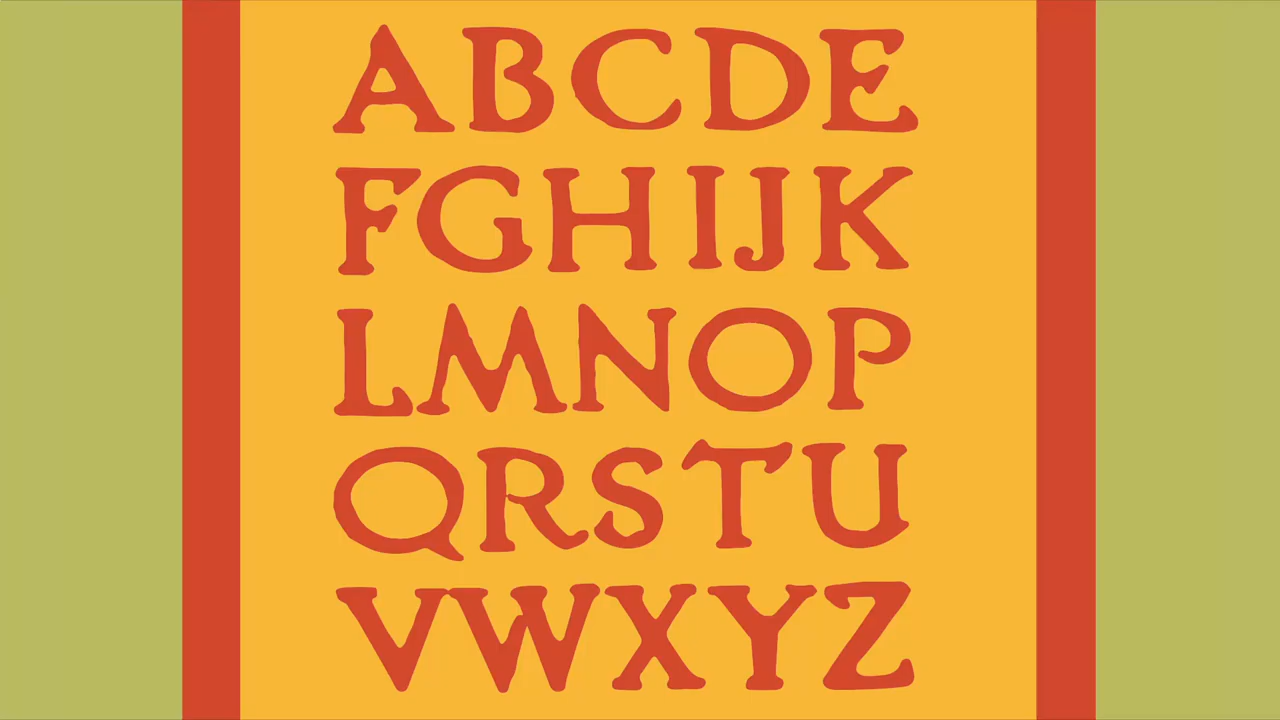 ABCDE
FGHIJK
LMNOP
QRSTU
VWXYZ